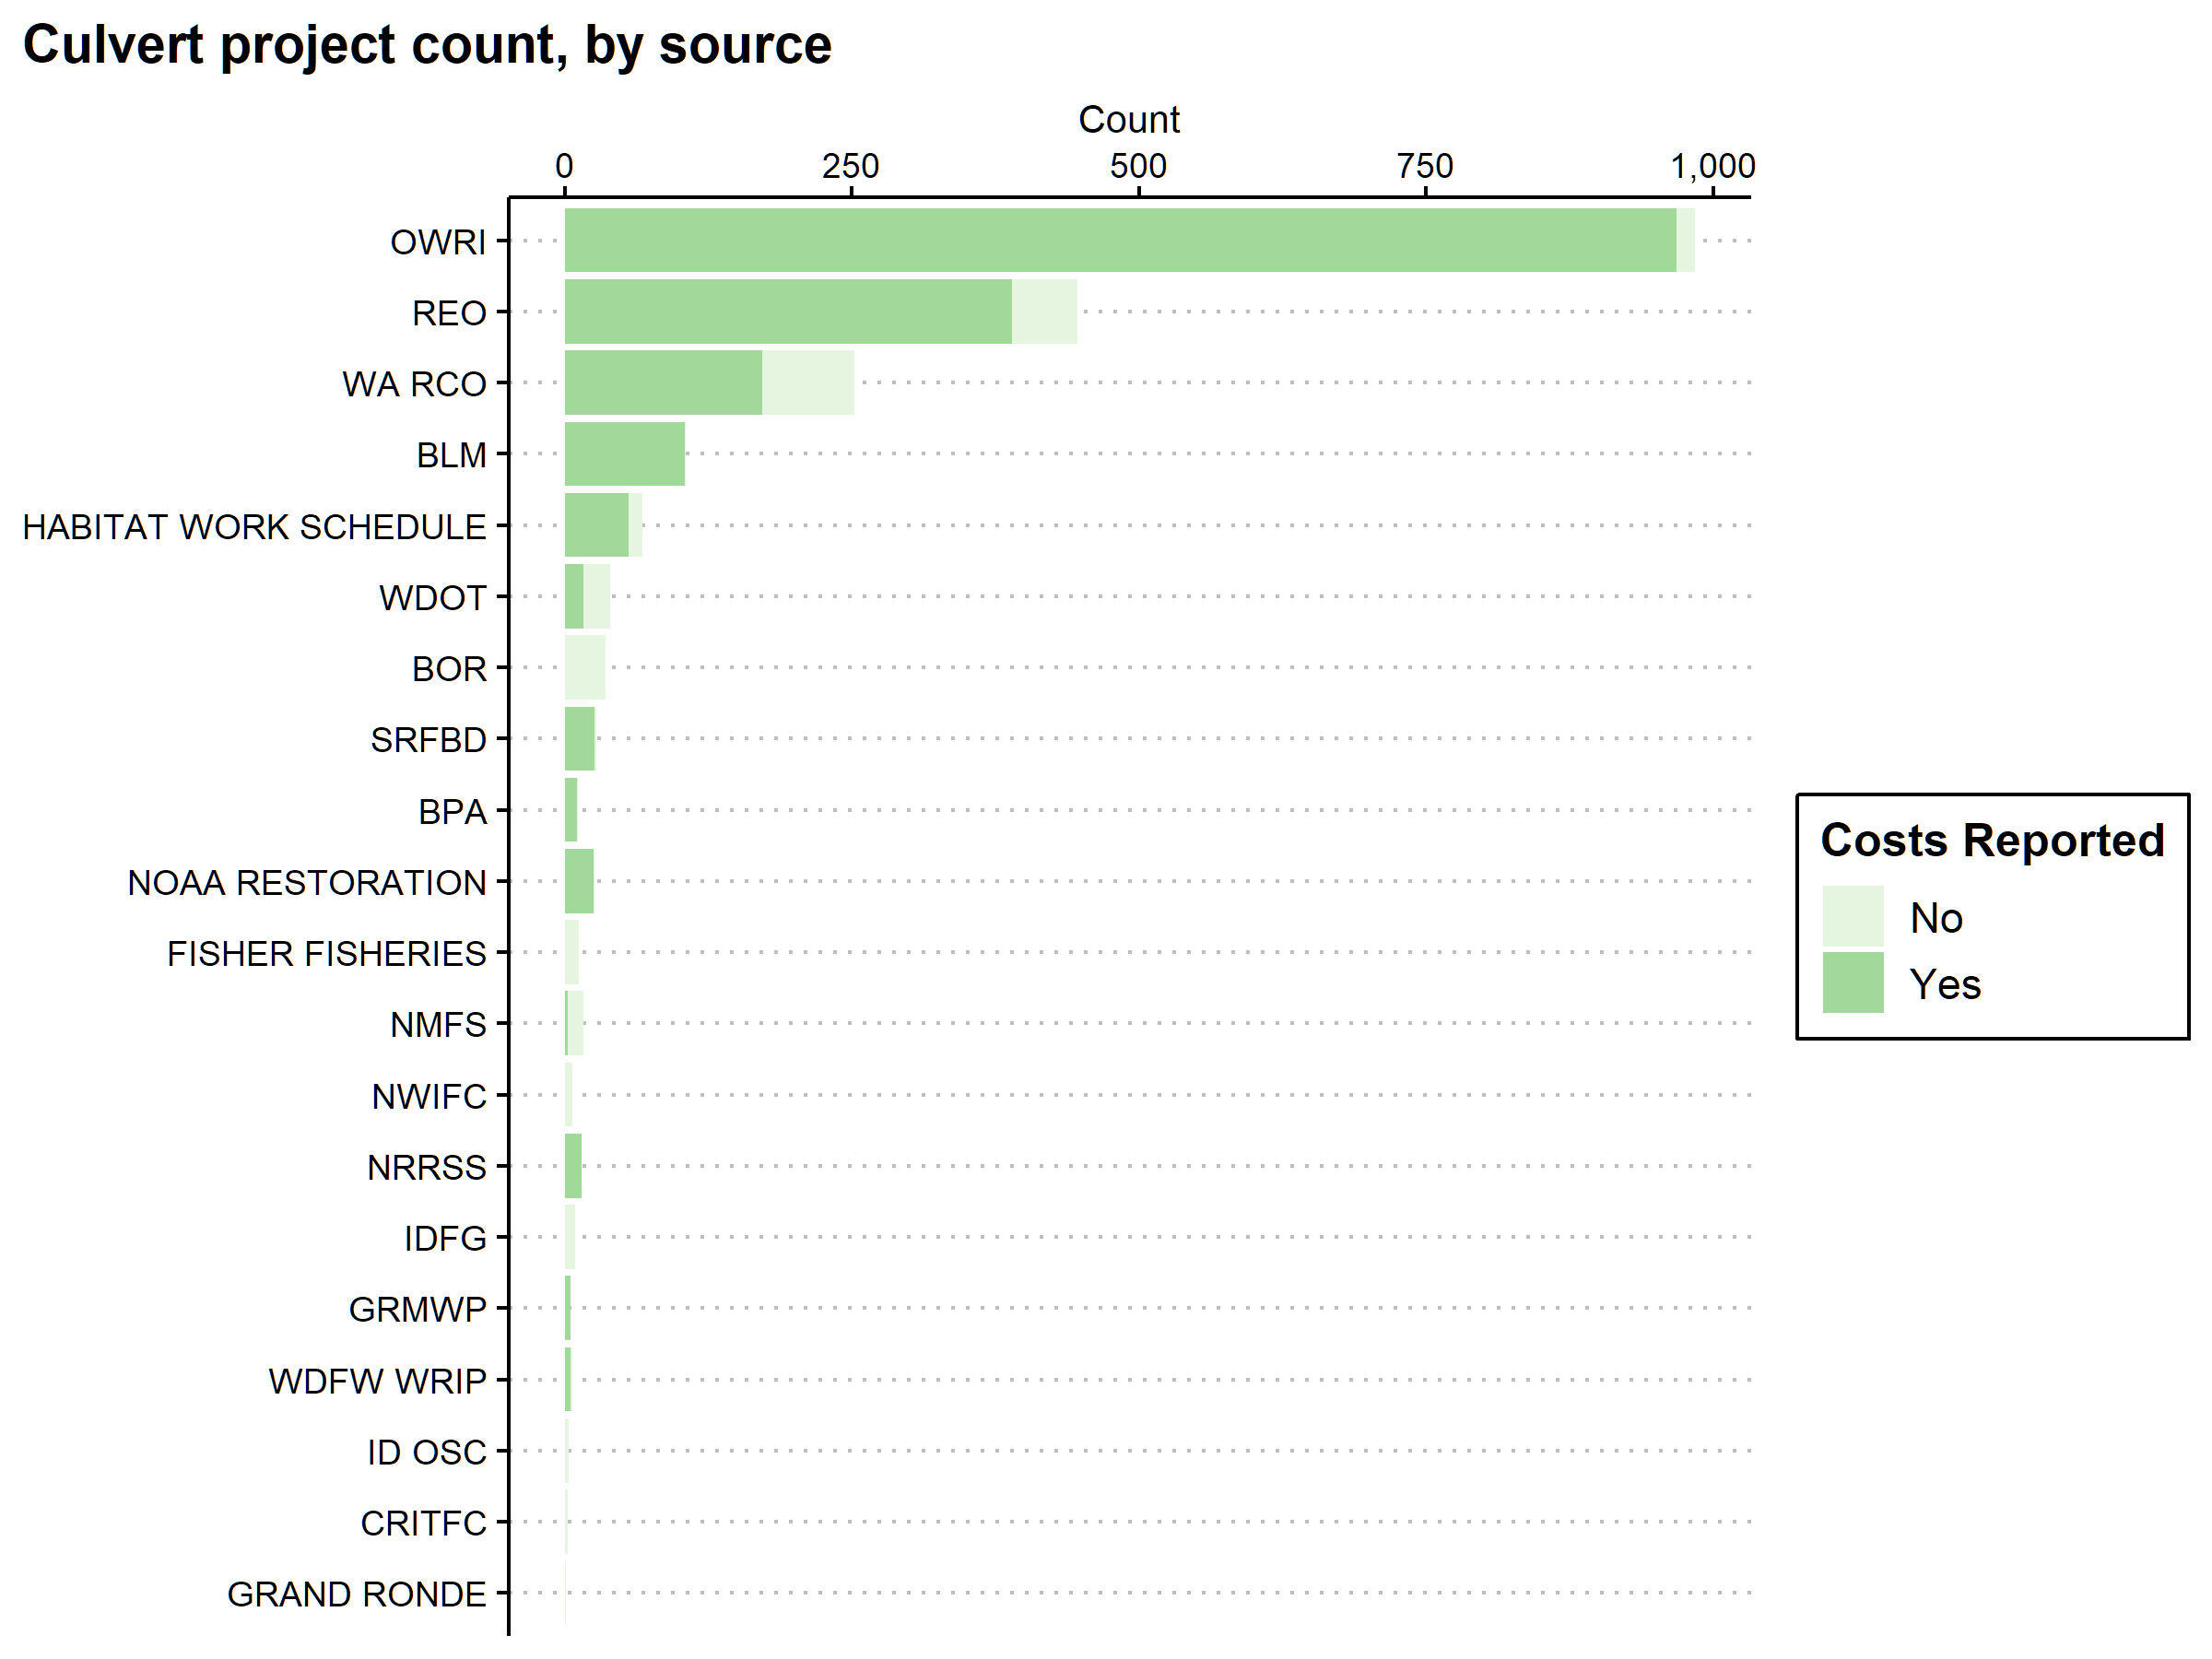 Culvert project count, by source
Count
0 250 500 750 1,000
OWRI
REO
WA RCO
BLM
HABITAT WORK SCHEDULE
WDOT
BOR
SRFBD
BPA
NOAA RESTORATION
FISHER FISHERIES
NMFS
NWIFC
NRRSS
IDFG
GRMWP
WDFW WRIP
ID OSC
CRITFC
GRAND RONDE
Costs Reported
No
Yes